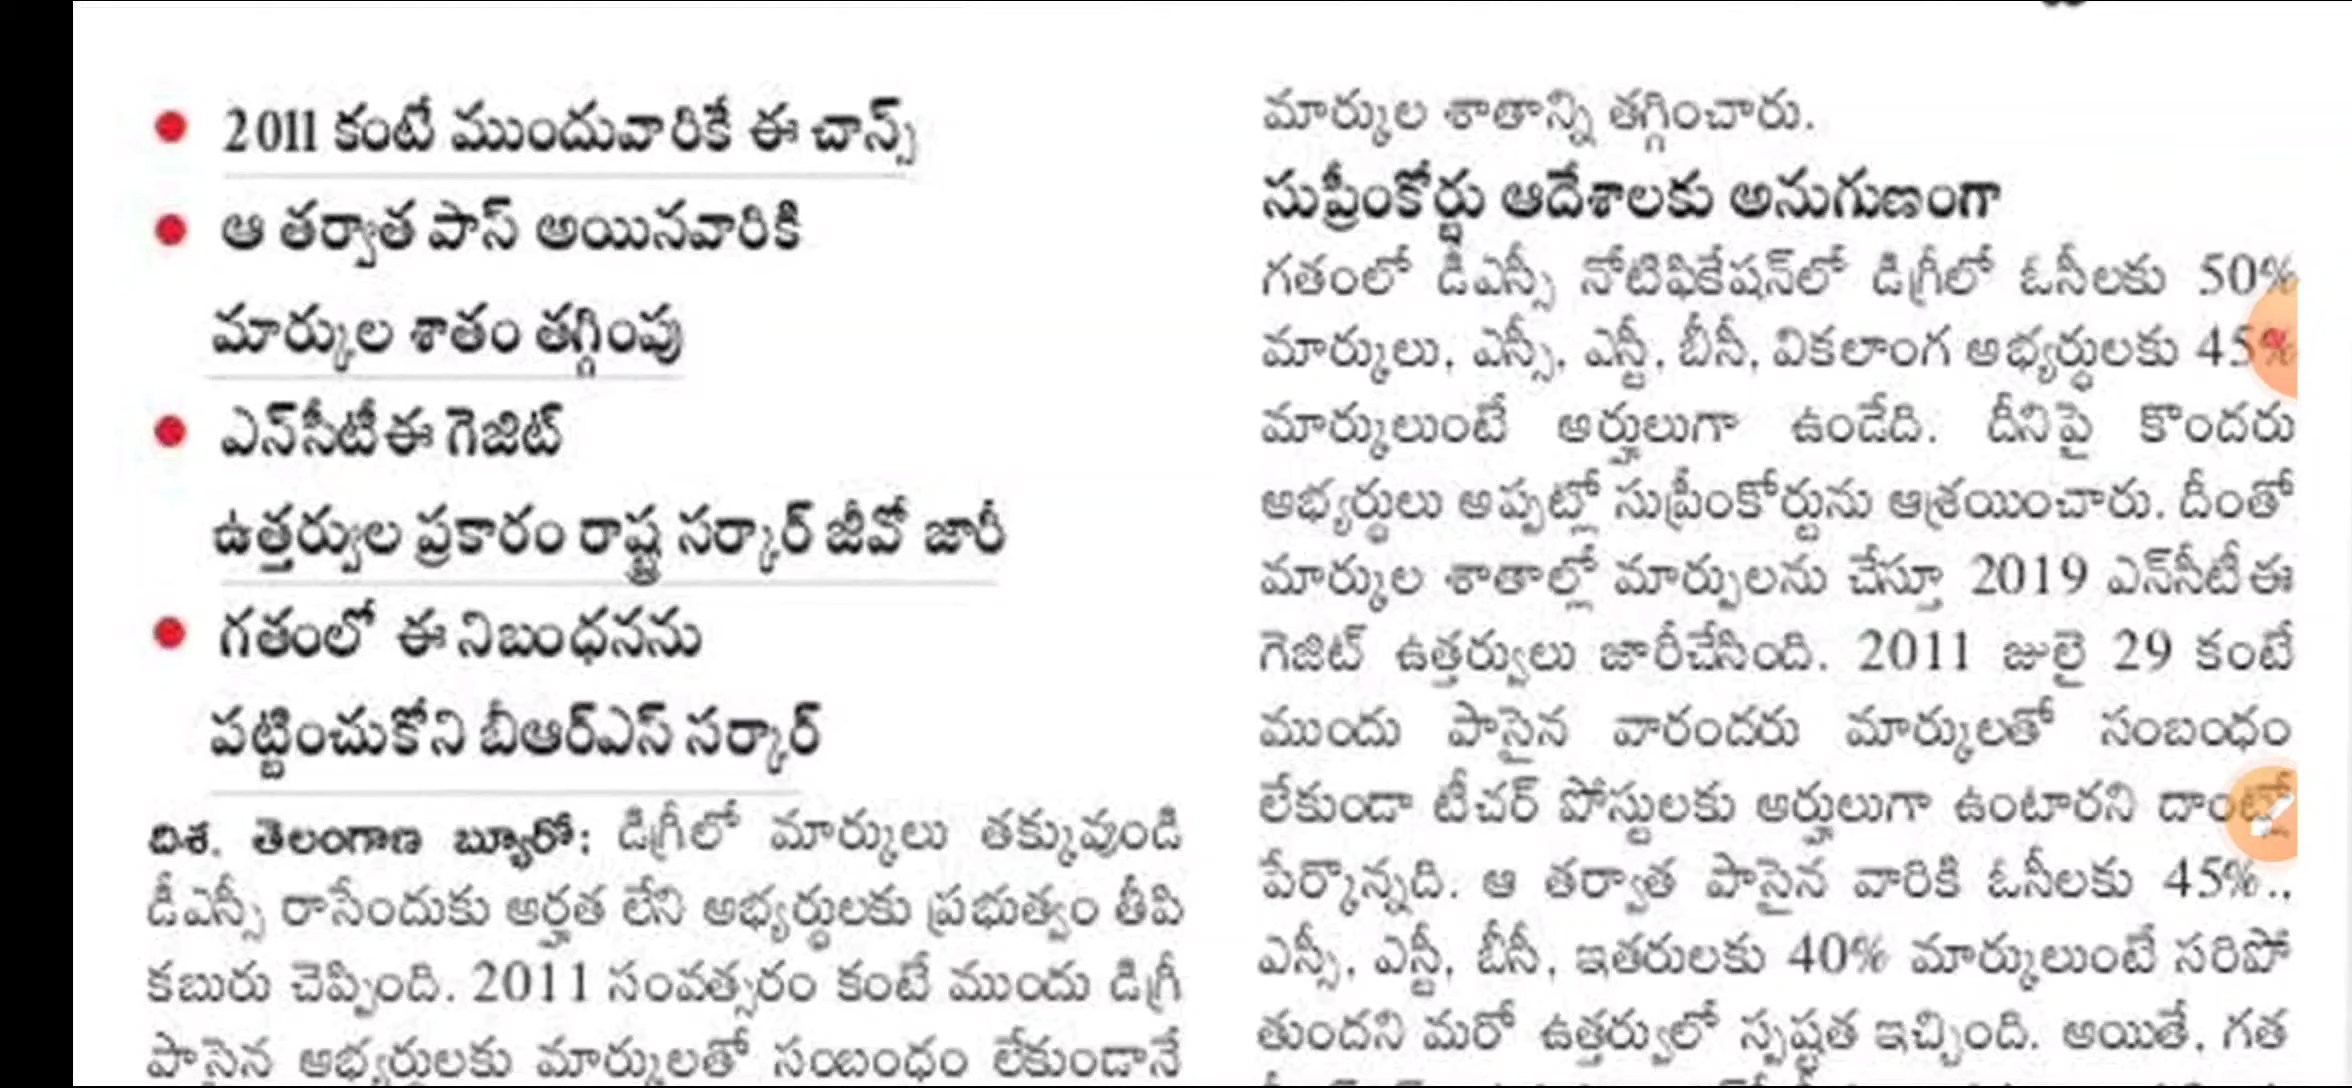 2011 కంటే ముందువారికే ఈ చాన్స్
ఆ తర్వాత పాస్ అయినవారికి
మార్కుల శాతం తగ్గింపు
ఎన్‌సీటీఈ గెజిట్
ఉత్తర్వుల ప్రకారం రాష్ట్ర సర్కార్ జీవో జారీ
గతంలో ఈ నిబంధనను
పట్టించుకోని బీఆర్ఎస్ సర్కార్
దిశ, తెలంగాణ బ్యూరో: డిగ్రీలో మార్కులు తక్కువుండి
డీఎస్సీ రాసేందుకు అర్హత లేని అభ్యర్థులకు ప్రభుత్వం తీపి
కబురు చెప్పింది. 2011 సంవత్సరం కంటే ముందు డిగ్రీ
పాసైన అభ్యర్థులకు మార్కులతో సంబంధం లేకుండానే
మార్కుల శాతాన్ని తగ్గించారు.
సుప్రీంకోర్టు ఆదేశాలకు అనుగుణంగా
గతంలో డీఎస్సీ నోటిఫికేషన్‌లో డిగ్రీలో ఓసీలకు 50%
మార్కులు, ఎస్సీ, ఎస్టీ, బీసీ, వికలాంగ అభ్యర్థులకు 45%
మార్కులుంటే అర్హులుగా ఉండేది. దీనిపై కొందరు
అభ్యర్థులు అప్పట్లో సుప్రీంకోర్టును ఆశ్రయించారు. దీంతో
మార్కుల శాతాల్లో మార్పులను చేస్తూ 2019 ఎన్‌సీటీఈ
గెజిట్ ఉత్తర్వులు జారీచేసింది. 2011 జులై 29 కంటే
ముందు పాసైన వారందరు మార్కులతో సంబంధం
లేకుండా టీచర్ పోస్టులకు అర్హులుగా ఉంటారని దాంట్లో
పేర్కొన్నది. ఆ తర్వాత పాసైన వారికి ఓసీలకు 45%..
ఎస్సీ, ఎస్టీ, బీసీ, ఇతరులకు 40% మార్కులుంటే సరిపో
తుందని మరో ఉత్తర్వులో స్పష్టత ఇచ్చింది. అయితే, గత